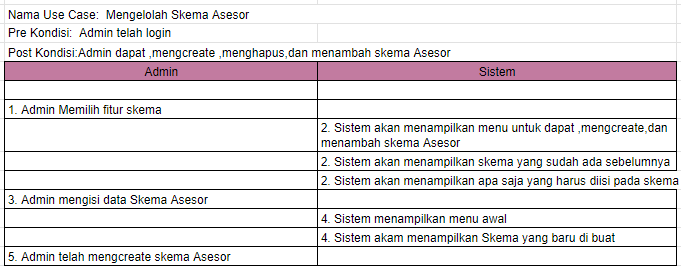 Nama Use Case: Mengelolah Skema Asesor
Pre Kondisi: Admin telah login
Post Kondisi:Admin dapat ,mengcreate ,menghapus,dan menambah skema Asesor
Admin Sistem
1. Admin Memilih fitur skema
2. Sistem akan menampilkan menu untuk dapat ,mengcreate,dan
menambah skema Asesor
2. Sistem akan menampilkan skema yang sudah ada sebelumnya
2. Sistem akan menampilkan apa saja yang harus diisi pada skema
3. Admin mengisi data Skema Asesor
4. Sistem menampilkan menu awal
4. Sistem akam menampilkan Skema yang baru di buat
5. Admin telah mengcreate skema Asesor